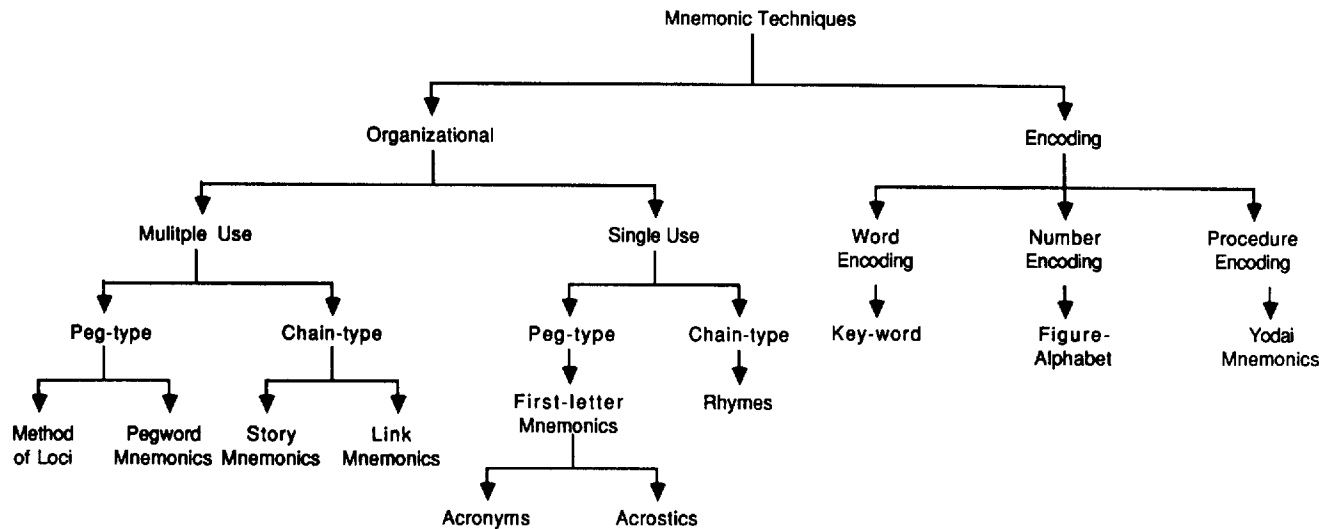 Mnemonic Techniques
Organizational
Encoding
Mulitple Use
Single Use
Word
Encoding
Number
Encoding
Procedure
Encoding
Peg-type
Chain-type
Peg-type
Chain-type
Key-word
Figure-
Alphabet
Yodai
Mnemonics
Method
of Loci
Pegword
Mnemonics
Story
Mnemonics
Link
Mnemonics
First-letter
Mnemonics
Rhymes
Acronyms
Acrostics